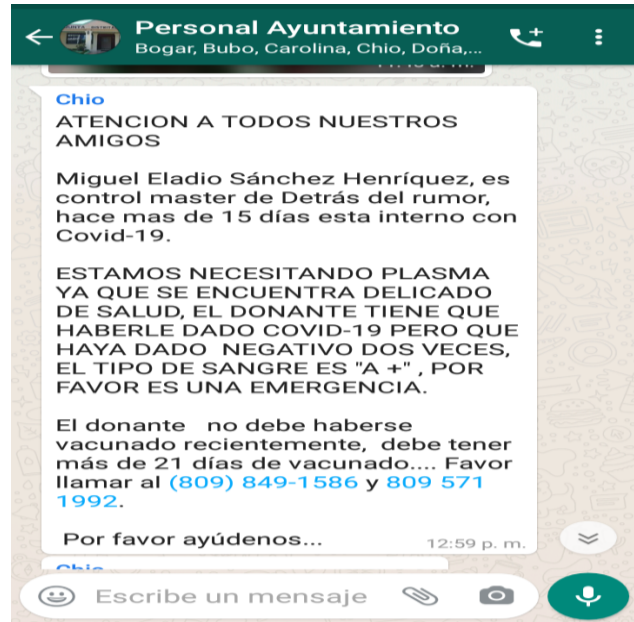 Personal Ayuntamiento
Bogar, Bubo, Carolina, Chio, Doña,...
Chio
ATENCION A TODOS NUESTROS
AMIGOS
Miguel Eladio Sánchez Henríquez, es
control master de Detrás del rumor,
hace mas de 15 días esta interno con
Covid-19.
ESTAMOS NECESITANDO PLASMA
YA QUE SE ENCUENTRA DELICADO
DE SALUD, EL DONANTE TIENE QUE
HABERLE DADO COVID-19 PERO QUE
HAYA DADO  NEGATIVO DOS VECES,
EL TIPO DE SANGRE ES "A +" , POR
FAVOR ES UNA EMERGENCIA.
El donante   no debe haberse
vacunado recientemente,  debe tener
más de 21 días de vacunado.... Favor
llamar al (809) 849-1586 y 809 571
1992.
Por favor ayúdenos...
12:59 p. m.
Chio
Escribe un mensaje